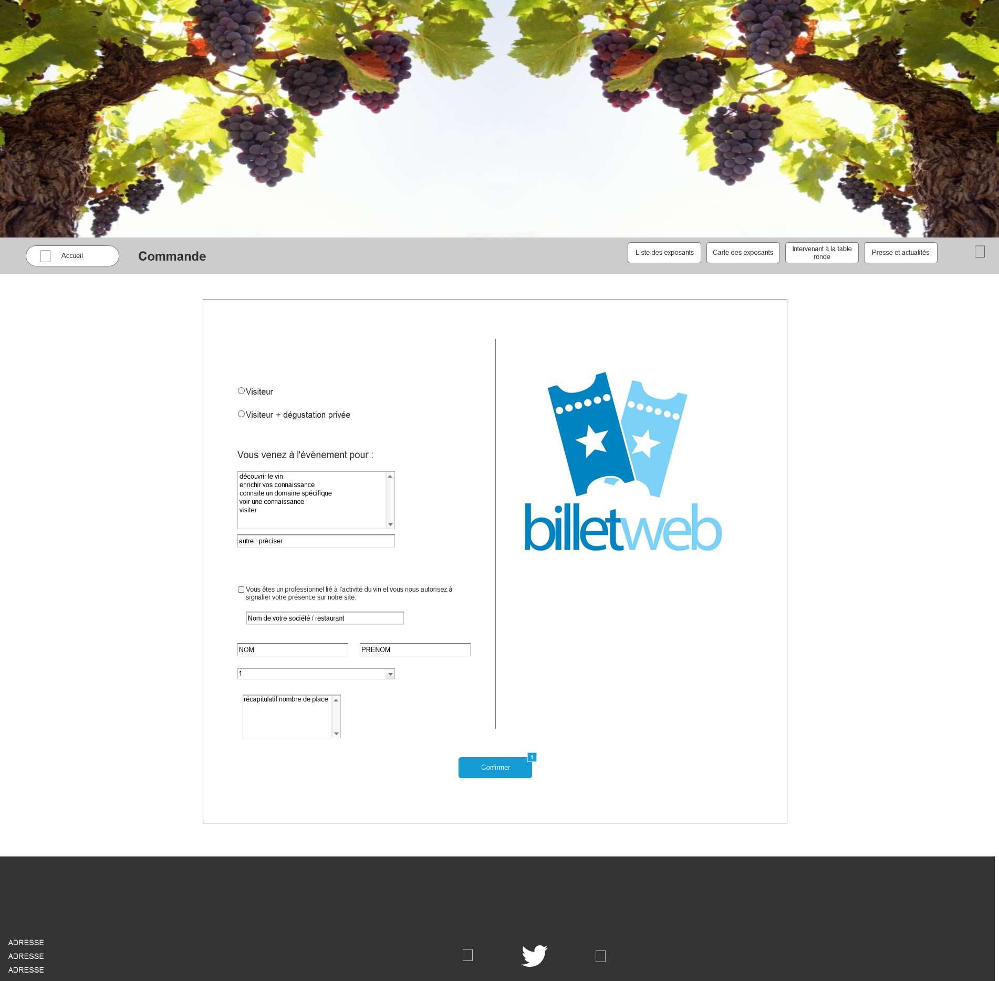 Accueil
Commande
Liste des exposants
Carte des exposants
Intervenant à la table
ronde
Presse et actualités
Visiteur
Visiteur + dégustation privée
Vous venez à l'évènement pour :
découvrir le vin
enrichir vos connaissance
connaite un domaine spécifique
voir une connaissance
visiter
autre : préciser
Vous êtes un professionnel lié à l'activité du vin et vous nous autorisez à
signalier votre présence sur notre site.
Nom de votre société / restaurant
NOM
PRENOM
1
récapitulatif nombre de place
billetweb
1
Confirmer
ADRESSE
ADRESSE
ADRESSE